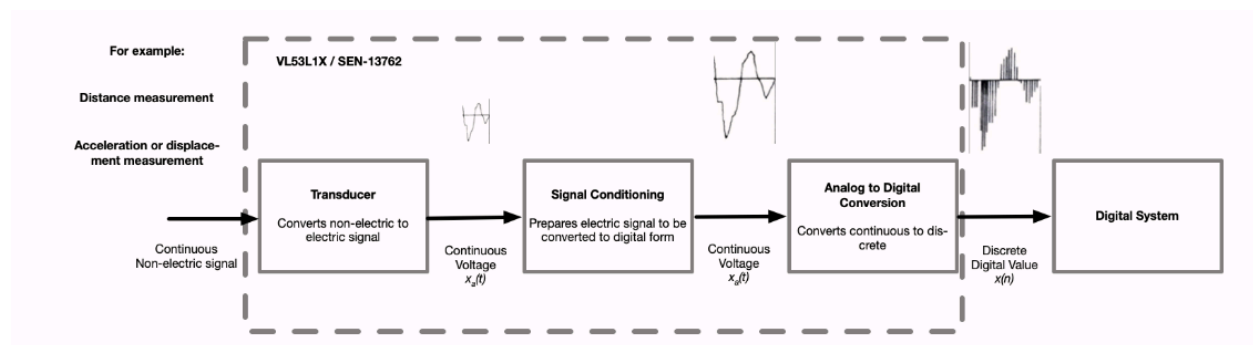 For example:
VL53L1X / SEN-13762
Distance measurement
Acceleration or displace-
ment measurement
Transducer
Converts non-electric to
electric signal
Signal Conditioning
Prepares electric signal to be
converted to digital form
Analog to Digital
Conversion
Converts continuous to dis-
crete
Digital System
Continuous
Non-electric signal
Continuous
Voltage
xa(t)
Continuous
Voltage
xa(t)
Discrete
Digital Value
x(n)